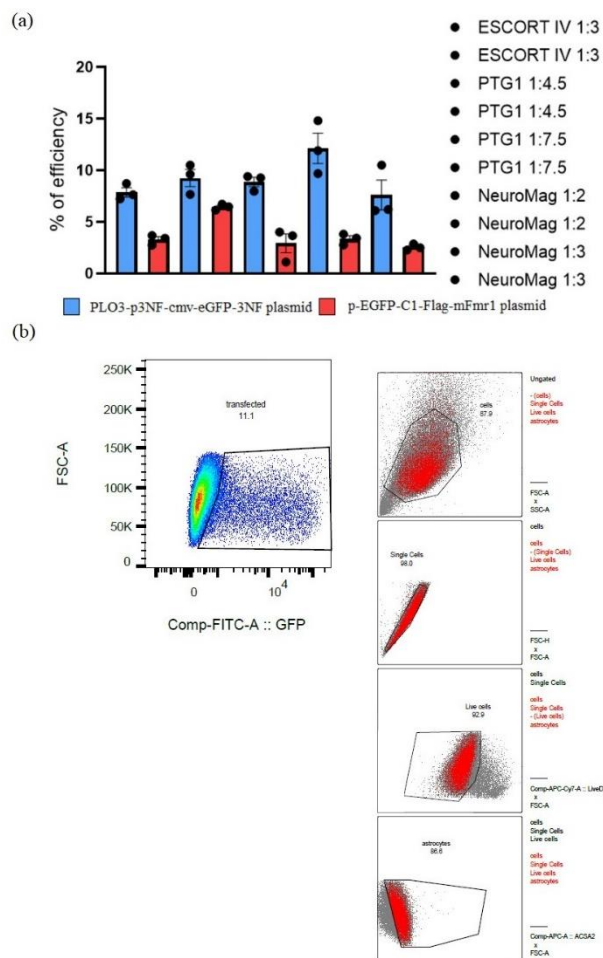 (a)
ESCORT IV 1:3
ESCORT IV 1:3
PTG1 1:4.5
PTG1 1:4.5
PTG1 1:7.5
PTG1 1:7.5
NeuroMag 1:2
NeuroMag 1:2
NeuroMag 1:3
NeuroMag 1:3
% of efficiency
20
15
10
5
0
PLO3-p3NF-cmv-eGFP-3NF plasmid
p-EGFP-C1-Flag-mFmr1 plasmid
(b)
250K
200K
150K
100K
50K
0
FSC-A
transfected
11.1
0
10^4
Comp-FITC-A :: GFP
cells
87.9
Ungated
- (cells)
Single Cells
Live cells
astrocytes
FSC-A
x
SSC-A
Single Cells
98.0
cells
cells
- (Single Cells)
Live cells
astrocytes
FSC-H
x
FSC-A
Live cells
92.9
cells
Single Cells
cells
Single Cells
- (Live cells)
astrocytes
Comp-APC-Cy7-A :: LiveD
x
FSC-A
astrocytes
86.6
cells
Single Cells
Live cells
cells
Single Cells
Live cells
astrocytes
Comp-APC-A :: ACSA2
x
FSC-A